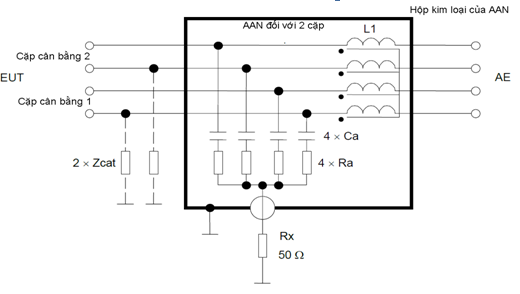 Hộp kim loại của AAN
AAN đối với 2 cặp
L1
Cặp cân bằng 2
EUT
AE
Cặp cân bằng 1
4 × Ca
2 × Zcat
4 × Ra
Rx
50 Ω